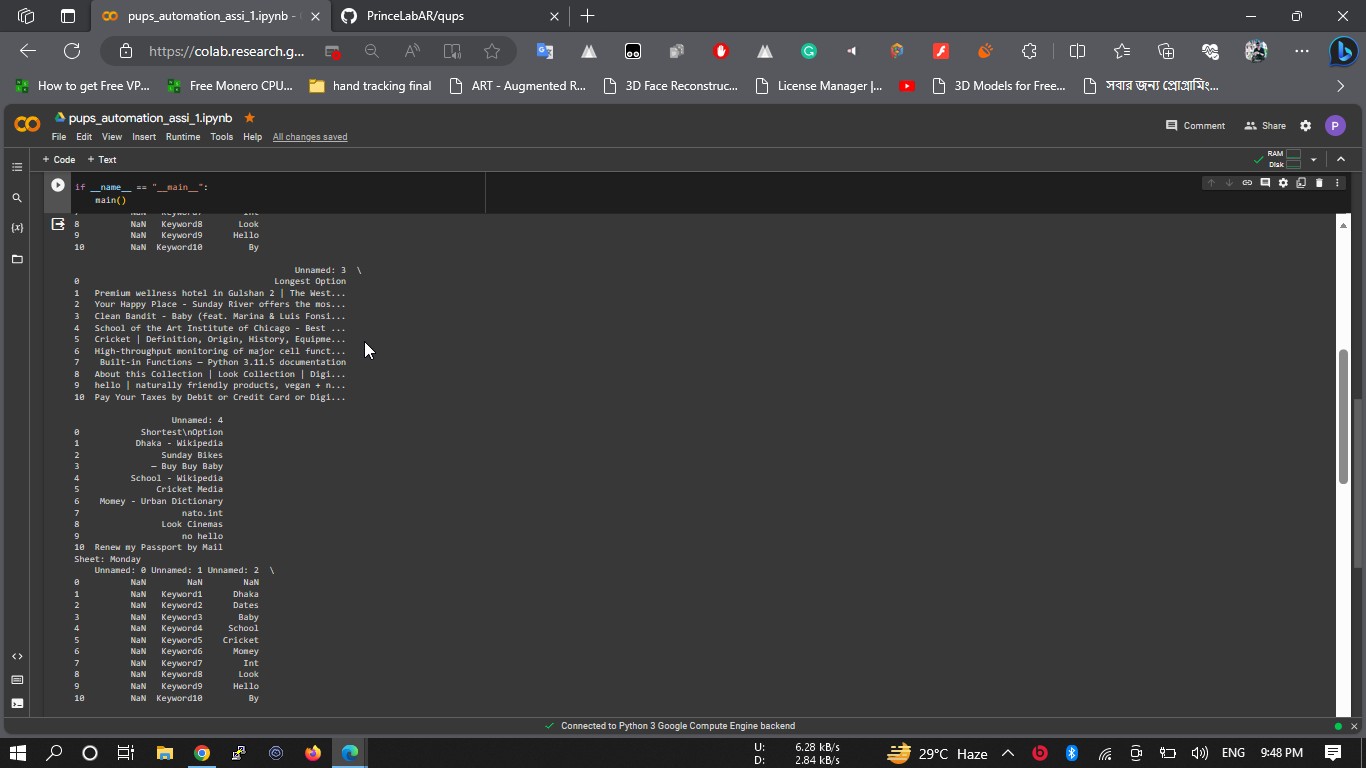 pups_automation_assi_1.ipynb -
PrinceLabAR/qups
https://colab.research.g...
How to get Free VP...
Free Monero CPU...
hand tracking final
ART - Augmented R...
3D Face Reconstruc...
License Manager |...
3D Models for Free...
সবার জন্য প্রোগ্রামিং...
pups_automation_assi_1.ipynb
File Edit View Insert Runtime Tools Help All changes saved
Comment
Share
P
+ Code + Text
RAM
Disk
if __name__ == "__main__":
main()
8 NaN Keyword8 Look
9 NaN Keyword9 Hello
10 NaN Keyword10 By
Unnamed: 3 \
0 Longest Option
1 Premium wellness hotel in Gulshan 2 | The West...
2 Your Happy Place - Sunday River offers the mos...
3 Clean Bandit - Baby (feat. Marina & Luis Fonsi...
4 School of the Art Institute of Chicago - Best ...
5 Cricket | Definition, Origin, History, Equipme...
6 High-throughput monitoring of major cell funct...
7 Built-in Functions — Python 3.11.5 documentation
8 About this Collection | Look Collection | Digi...
9 hello | naturally friendly products, vegan + n...
10 Pay Your Taxes by Debit or Credit Card or Digi...
Unnamed: 4
0 Shortest\nOption
1 Dhaka - Wikipedia
2 Sunday Bikes
3 — Buy Buy Baby
4 School - Wikipedia
5 Cricket Media
6 Momey - Urban Dictionary
7 nato.int
8 Look Cinemas
9 no hello
10 Renew my Passport by Mail
Sheet: Monday
Unnamed: 0 Unnamed: 1 Unnamed: 2 \
0 NaN NaN NaN
1 NaN Keyword1 Dhaka
2 NaN Keyword2 Dates
3 NaN Keyword3 Baby
4 NaN Keyword4 School
5 NaN Keyword5 Cricket
6 NaN Keyword6 Momey
7 NaN Keyword7 Int
8 NaN Keyword8 Look
9 NaN Keyword9 Hello
10 NaN Keyword10 By
Connected to Python 3 Google Compute Engine backend
U: 6.28 kB/s
D: 2.84 kB/s
29°C Haze
ENG
9:48 PM